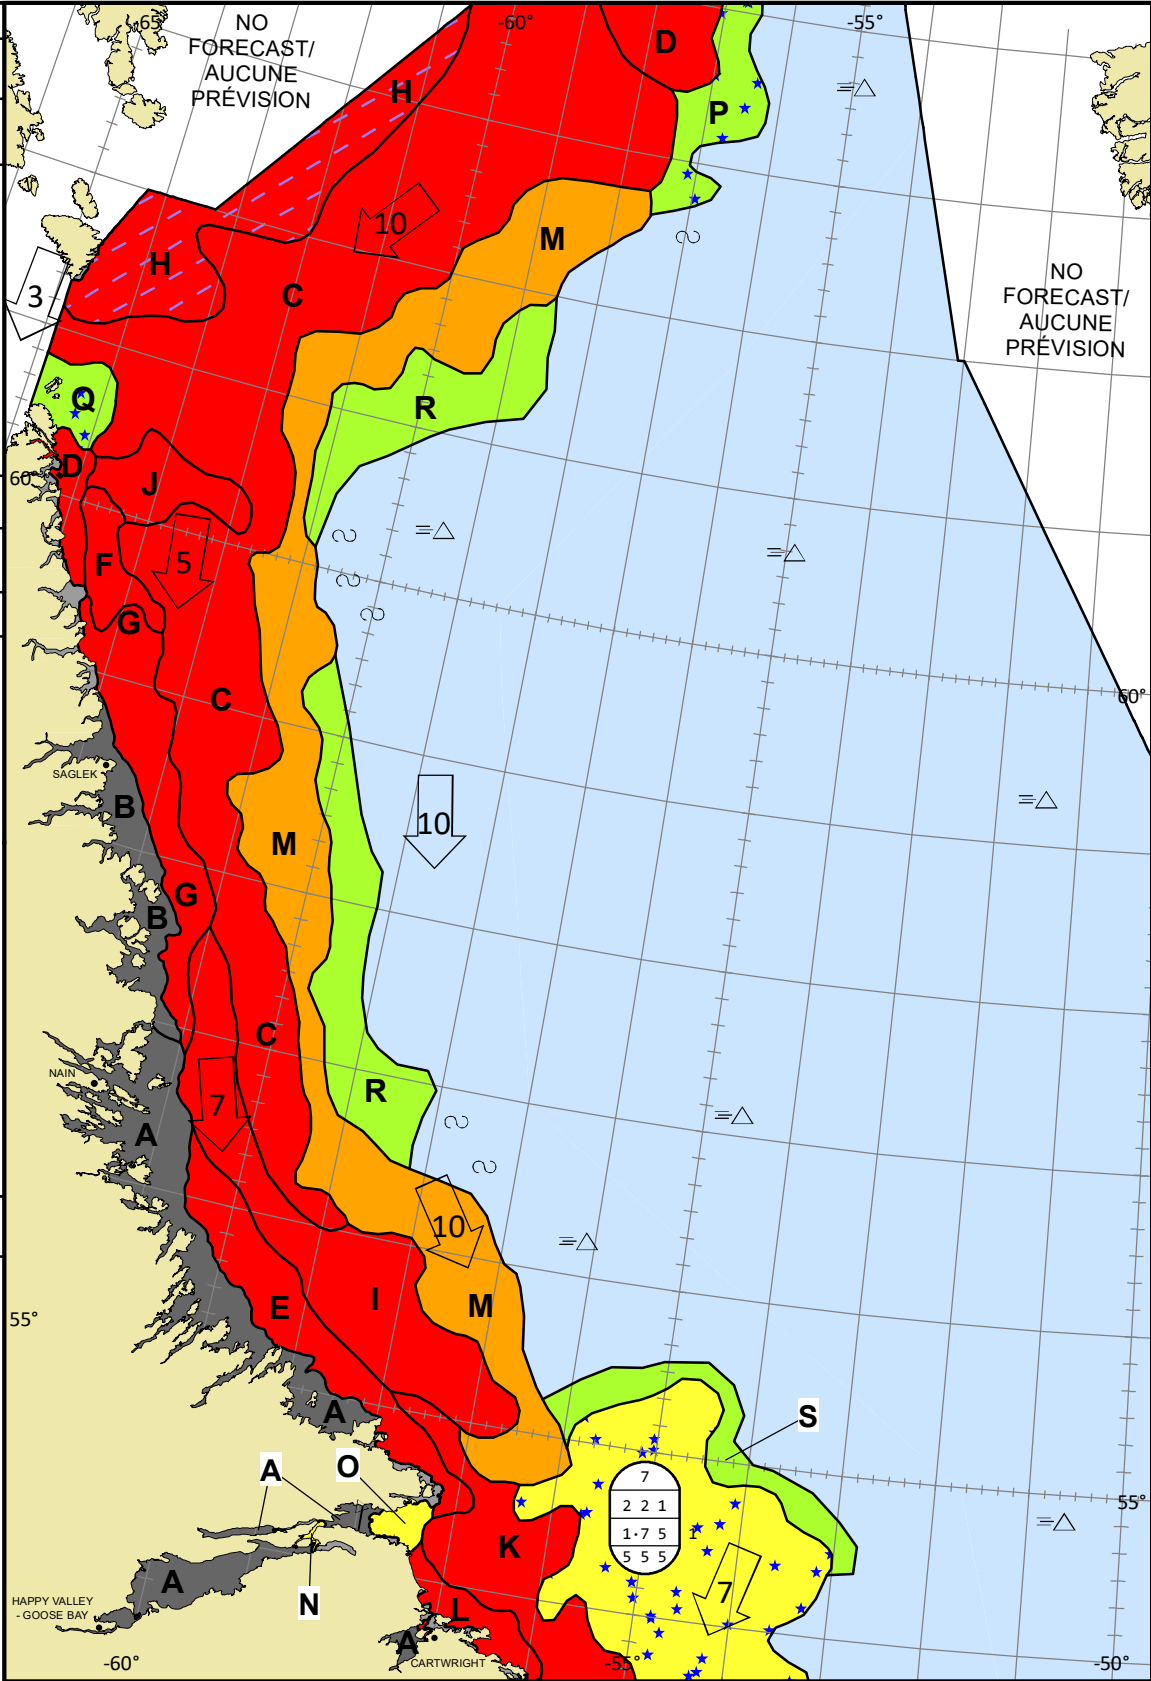 -65°
NO
FORECAST/
AUCUNE
PRÉVISION
-60°
-55°
D
H
P
10
M
H
C
3
NO
FORECAST/
AUCUNE
PRÉVISION
Q
R
D
60°
J
F
5
G
C
60°
SAGLEK
B
10
M
G
B
C
NAIN
R
7
A
10
E
I
M
55°
A
S
A
O
7
2 2 1
1·7 5 1
5 5 5
55°
K
A
7
N
HAPPY VALLEY
- GOOSE BAY
L
A
CARTWRIGHT
-60°
-55°
-50°